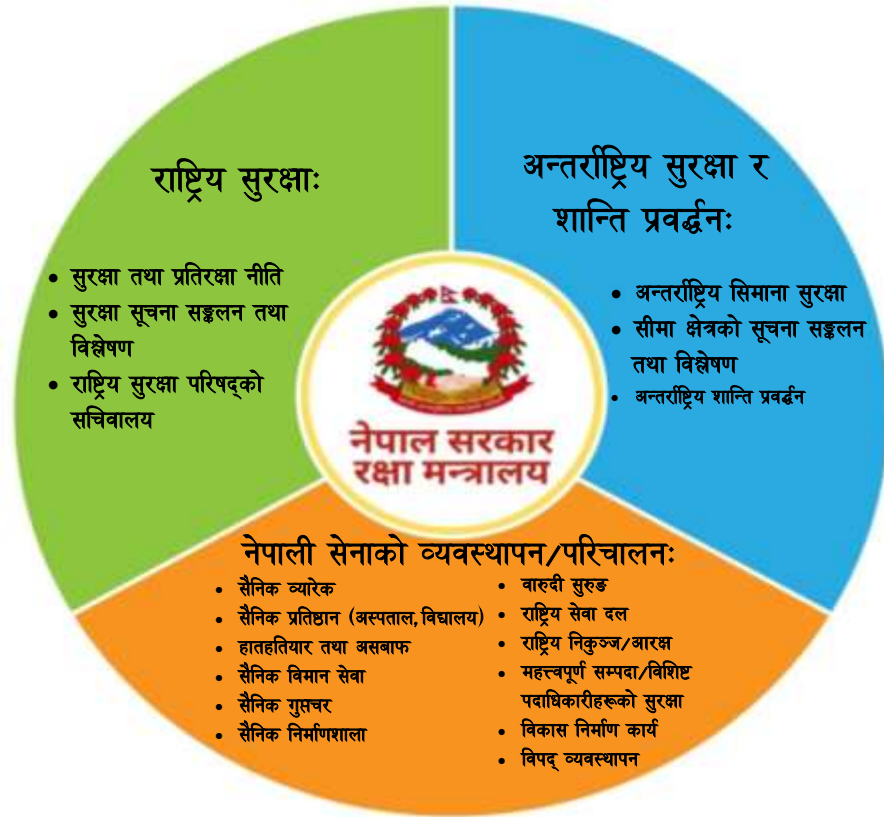 राष्ट्रिय सुरक्षाः
• सुरक्षा तथा प्रतिरक्षा नीति
• सुरक्षा सूचना सङ्कलन तथा
विश्लेषण
• राष्ट्रिय सुरक्षा परिषद्को
सचिवालय
अन्तर्राष्ट्रिय सुरक्षा र
शान्ति प्रवर्द्धनः
• अन्तर्राष्ट्रिय सिमाना सुरक्षा
• सीमा क्षेत्रको सूचना सङ्कलन
तथा विश्लेषण
• अन्तर्राष्ट्रिय शान्ति प्रवर्द्धन
नेपाल सरकार
रक्षा मन्त्रालय
नेपाली सेनाको व्यवस्थापन/परिचालनः
• सैनिक व्यारेक
• सैनिक प्रतिष्ठान (अस्पताल, विद्यालय)
• हातहतियार तथा असबाफ
• सैनिक विमान सेवा
• सैनिक गुप्तचर
• सैनिक निर्माणशाला
• वारुदी सुरुङ
• राष्ट्रिय सेवा दल
• राष्ट्रिय निकुञ्ज/आरक्ष
• महत्त्वपूर्ण सम्पदा/विशिष्ट
पदाधिकारीहरूको सुरक्षा
• विकास निर्माण कार्य
• विपद् व्यवस्थापन